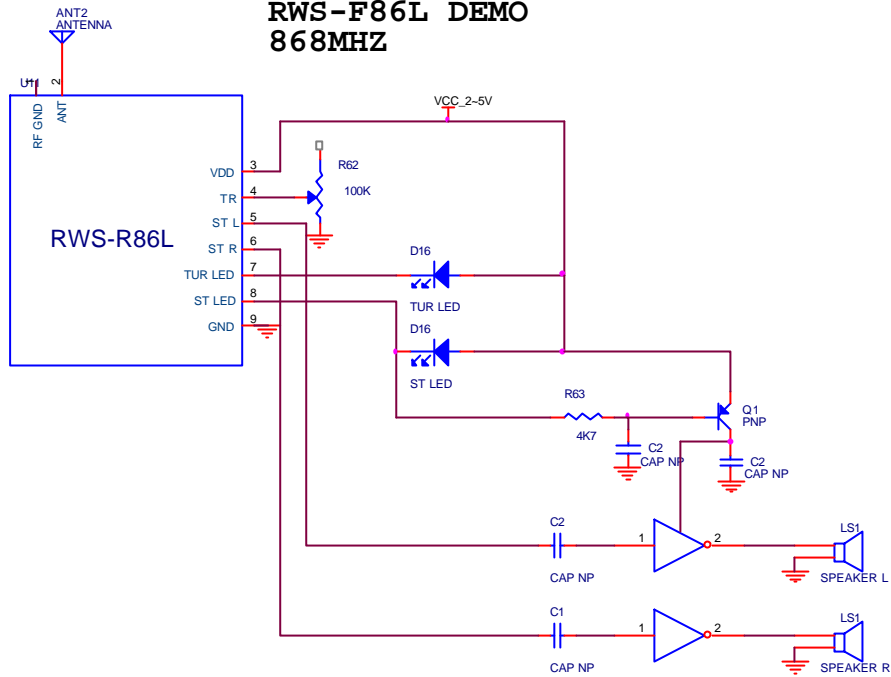 RWS-F86L DEMO
868MHZ
ANT2
ANTENNA
1
2
RF GND
ANT
VCC_2~5V
RWS-R86L
VDD
3
TR
4
ST L
5
ST R
6
TUR LED
7
ST LED
8
GND
9
R62
100K
D16
TUR LED
D16
ST LED
R63
4K7
Q1
PNP
C2
CAP NP
C2
CAP NP
C2
CAP NP
1
2
LS1
SPEAKER L
C1
CAP NP
1
2
LS1
SPEAKER R